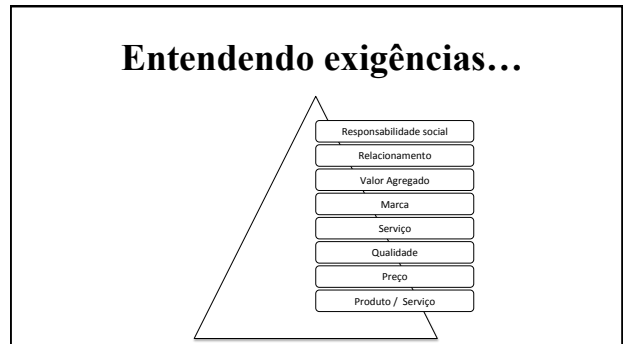 Entendendo exigências…
Responsabilidade social
Relacionamento
Valor Agregado
Marca
Serviço
Qualidade
Preço
Produto / Serviço